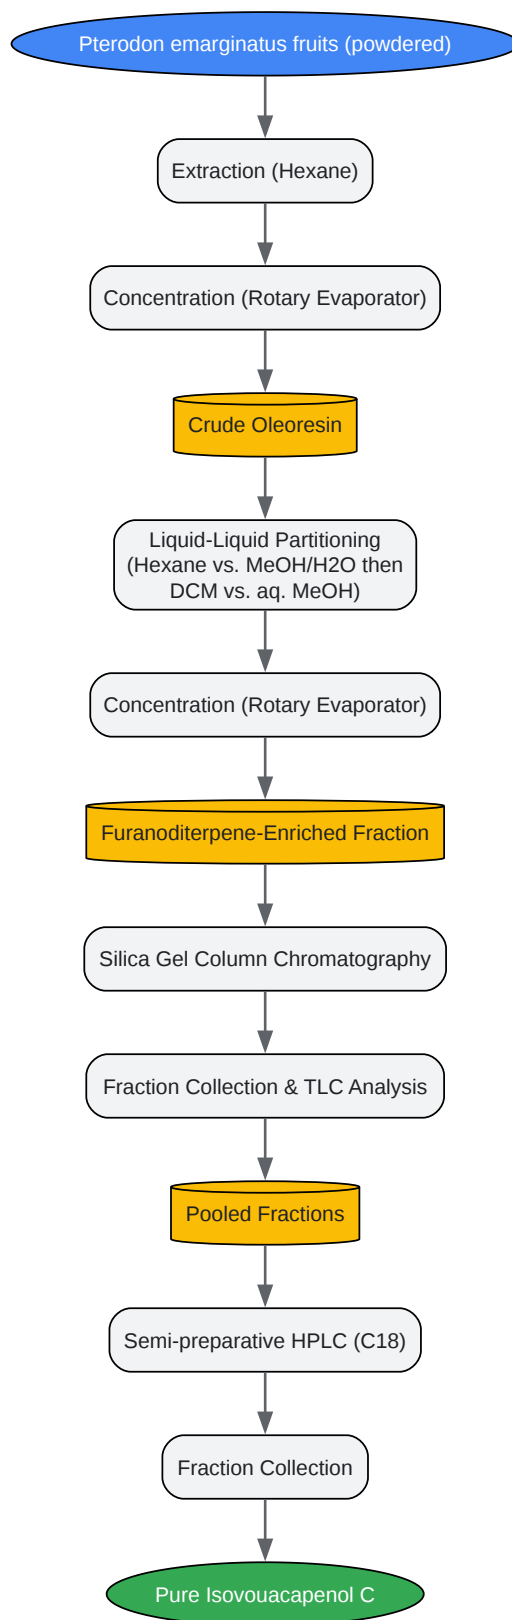 Pterodon emarginatus fruits (powdered)
Extraction (Hexane)
Concentration (Rotary Evaporator)
Crude Oleoresin
Liquid-Liquid Partitioning
(Hexane vs. MeOH/H2O then
DCM vs. aq. MeOH)
Concentration (Rotary Evaporator)
Furanoditerpene-Enriched Fraction
Silica Gel Column Chromatography
Fraction Collection & TLC Analysis
Pooled Fractions
Semi-preparative HPLC (C18)
Fraction Collection
Pure Isovouacapenol C